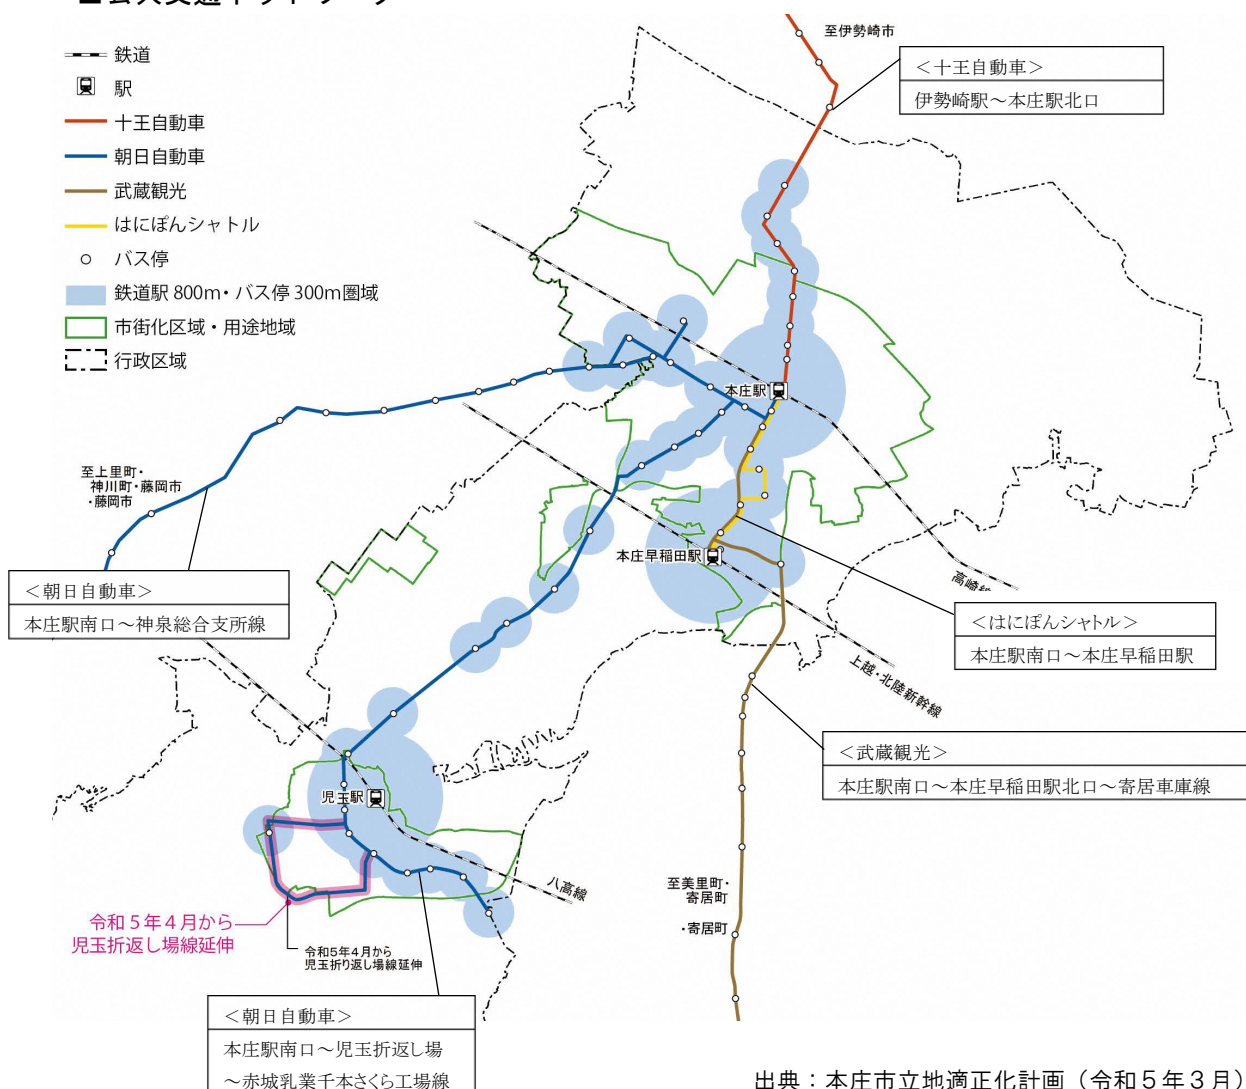 ■公共交通ネットワーク
鉄道
駅
十王自動車
朝日自動車
武蔵観光
はにぽんシャトル
バス停
鉄道駅800m・バス停300m圏域
市街化区域・用途地域
行政区域
至伊勢崎市
＜十王自動車＞
伊勢崎駅～本庄駅北口
本庄駅
至上里町・
神川町・藤岡市
・藤岡市
本庄早稲田駅
高崎線
＜朝日自動車＞
本庄駅南口～神泉総合支所線
＜はにぽんシャトル＞
本庄駅南口～本庄早稲田駅
上越・北陸新幹線
＜武蔵観光＞
本庄駅南口～本庄早稲田駅北口～寄居車庫線
児玉駅
八高線
至美里町・
寄居町
・寄居町
令和５年４月から
児玉折返し場線延伸
令和5年4月から
児玉折り返し場線延伸
＜朝日自動車＞
本庄駅南口～児玉折返し場
～赤城乳業千本さくら工場線
出典：本庄市立地適正化計画（令和５年３月）